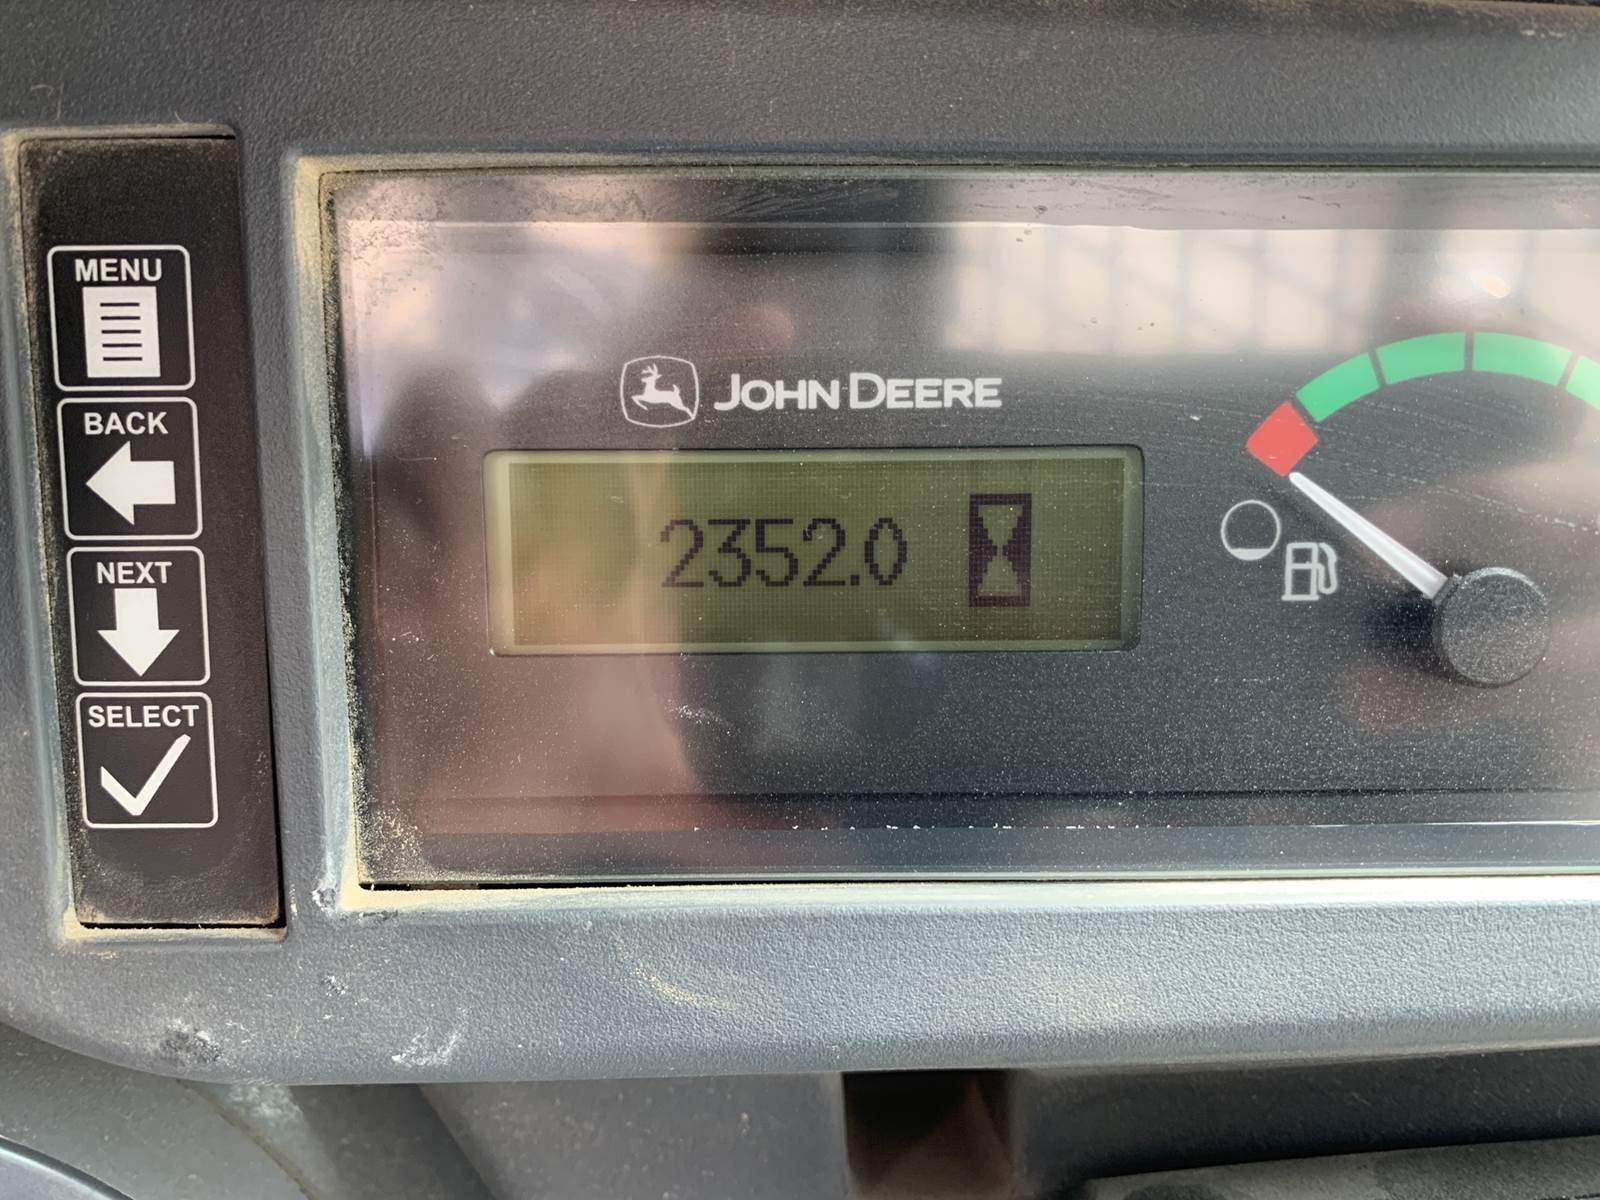 MENU
BACK
NEXT
SELECT
JOHN DEERE
2352.0